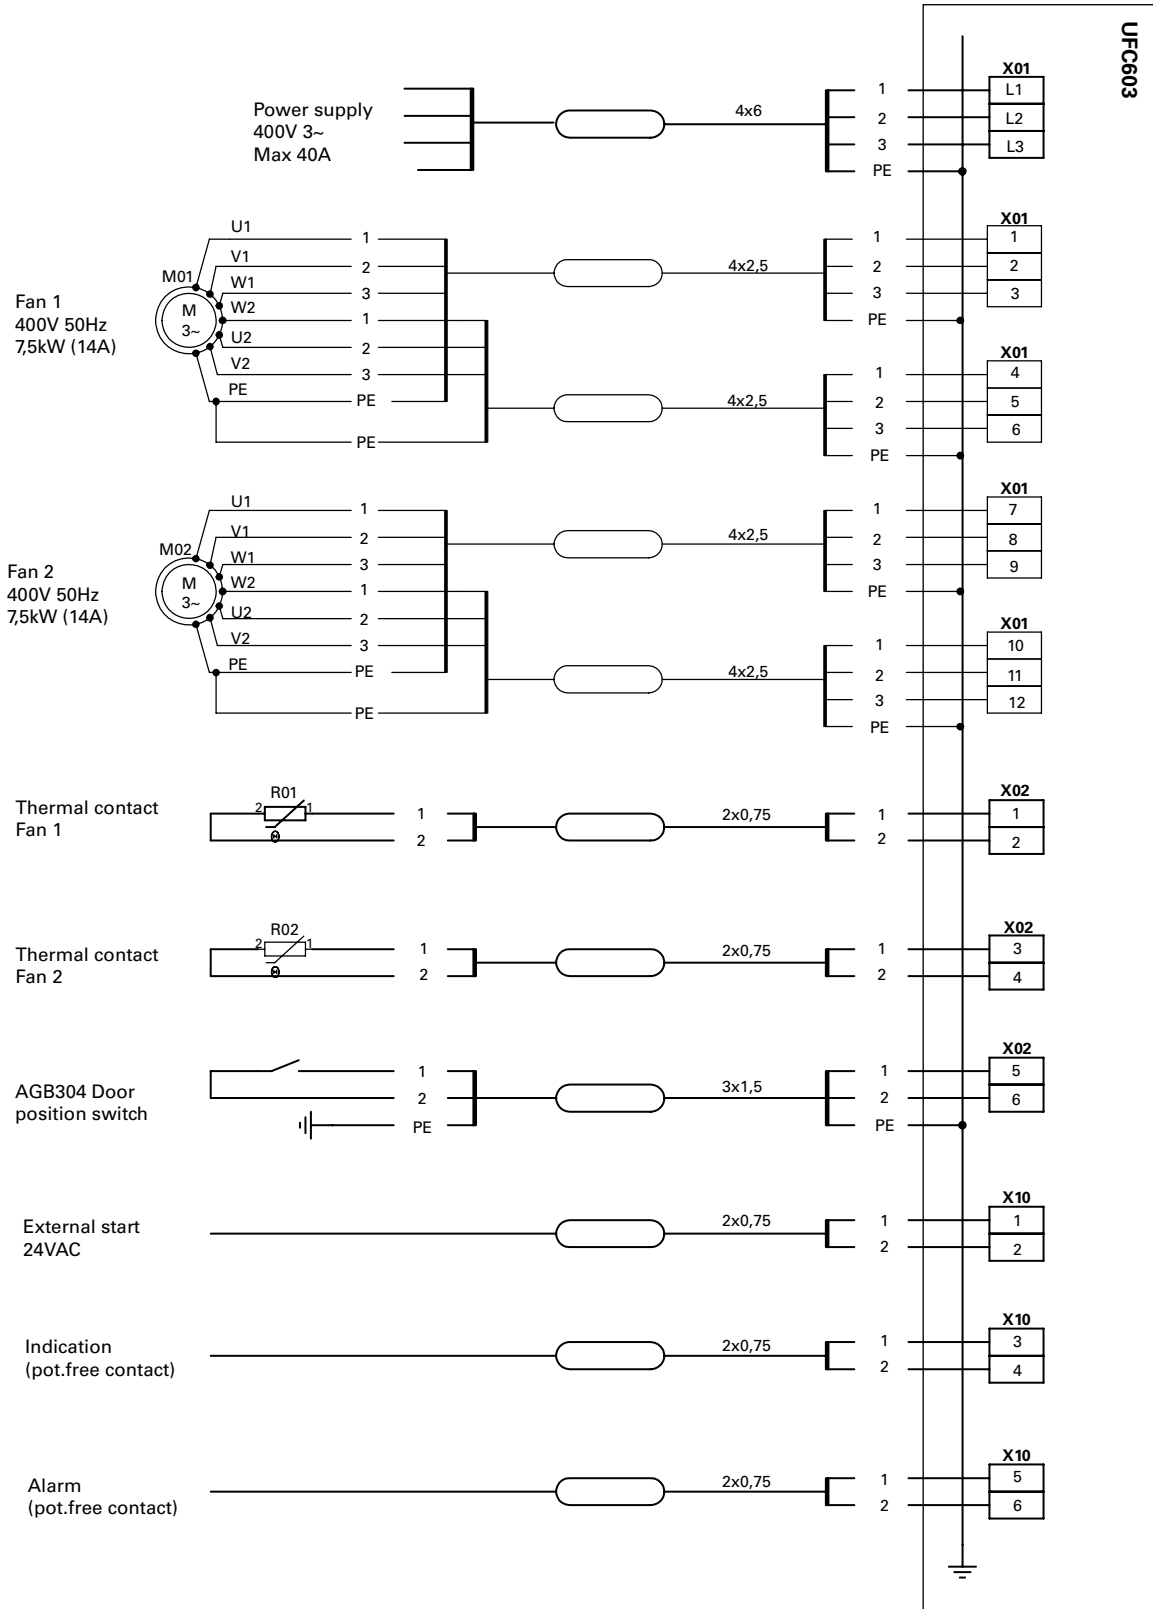 UFC603
X01
Power supply
400V 3~
Max 40A
4x6
1 L1
2 L2
3 L3
PE
X01
Fan 1
400V 50Hz
7,5kW (14A)
M01
M
3~
U1 1
V1 2
W1 3
W2 1
U2 2
V2 3
PE PE
PE
4x2,5
1 1
2 2
3 3
PE
X01
4x2,5
1 4
2 5
3 6
PE
X01
Fan 2
400V 50Hz
7,5kW (14A)
M02
M
3~
U1 1
V1 2
W1 3
W2 1
U2 2
V2 3
PE PE
PE
4x2,5
1 7
2 8
3 9
PE
X01
4x2,5
1 10
2 11
3 12
PE
X02
Thermal contact
Fan 1
R01
2 1
Θ
1
2
2x0,75
1 1
2 2
X02
Thermal contact
Fan 2
R02
2 1
Θ
1
2
2x0,75
1 3
2 4
X02
AGB304 Door
position switch
1
2
PE
3x1,5
1 5
2 6
PE
X10
External start
24VAC
2x0,75
1 1
2 2
X10
Indication
(pot.free contact)
2x0,75
1 3
2 4
X10
Alarm
(pot.free contact)
2x0,75
1 5
2 6